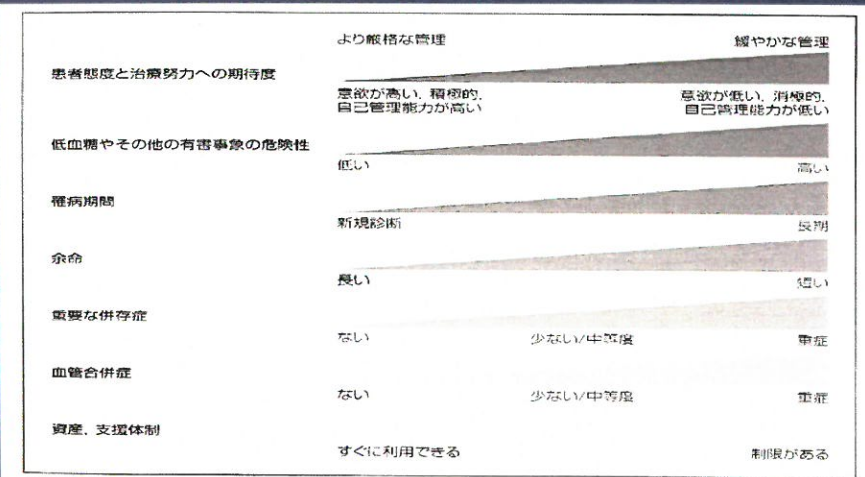 より厳格な管理 緩やかな管理
患者態度と治療努力への期待度
意欲が高い，積極的， 意欲が低い，消極的，
自己管理能力が高い 自己管理能力が低い
低血糖やその他の有害事象の危険性
低い 高い
罹病期間
新規診断 長期
余命
長い 短い
重要な併存症
ない 少ない/中等度 重症
血管合併症
ない 少ない/中等度 重症
資産，支援体制
すぐに利用できる 制限がある